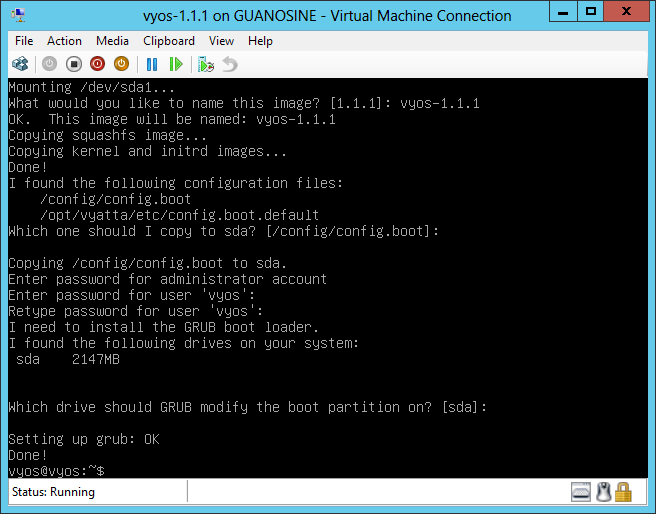 vyos-1.1.1 on GUANOSINE - Virtual Machine Connection
File Action Media Clipboard View Help
Mounting /dev/sda1...
What would you like to name this image? [1.1.1]: vyos-1.1.1
OK.  This image will be named: vyos-1.1.1
Copying squashfs image...
Copying kernel and initrd images...
Done!
I found the following configuration files:
    /config/config.boot
    /opt/vyatta/etc/config.boot.default
Which one should I copy to sda? [/config/config.boot]:
Copying /config/config.boot to sda.
Enter password for administrator account
Enter password for user 'vyos':
Retype password for user 'vyos':
I need to install the GRUB boot loader.
I found the following drives on your system:
 sda    2147MB
Which drive should GRUB modify the boot partition on? [sda]:
Setting up grub: OK
Done!
vyos@vyos:~$
Status: Running